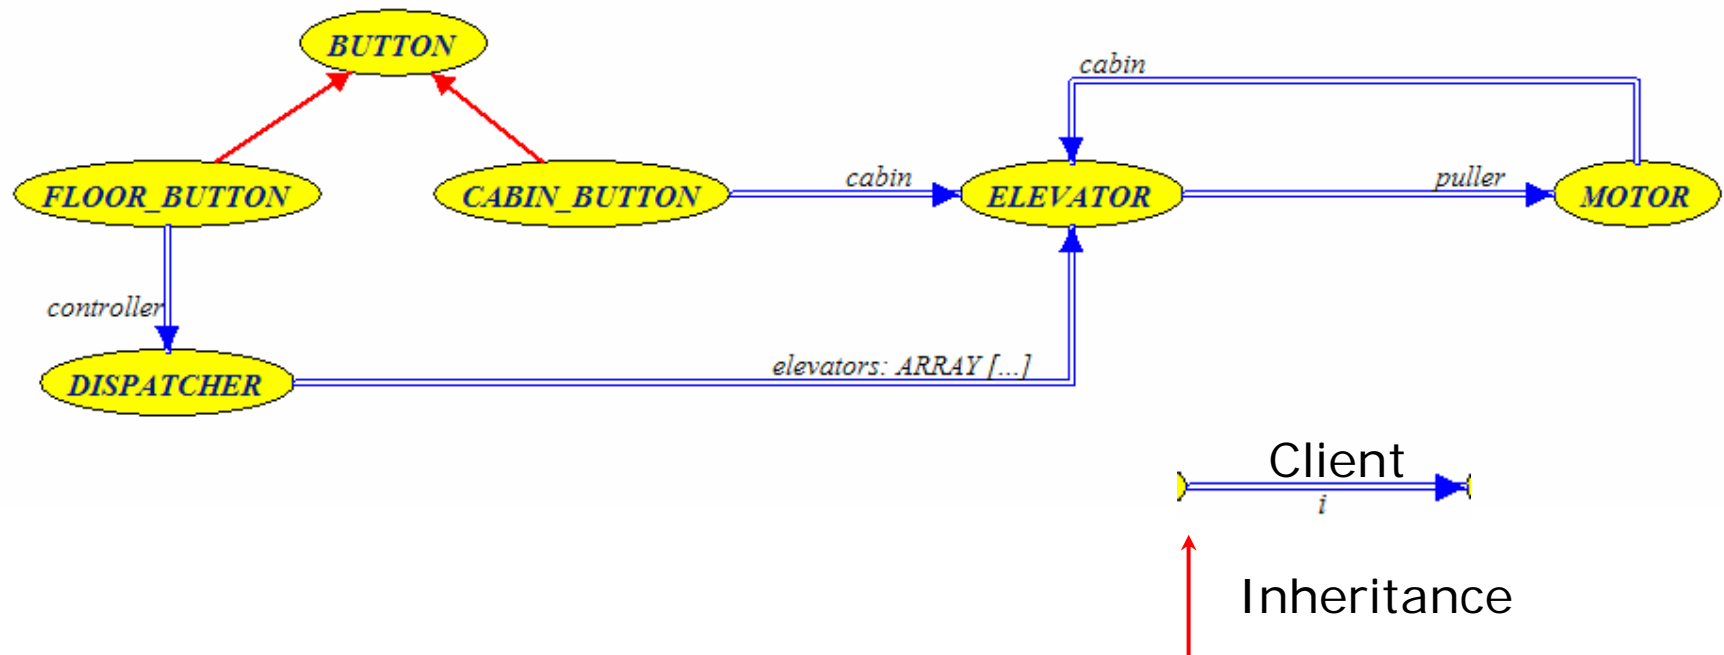 BUTTON
cabin
FLOOR_BUTTON
CABIN_BUTTON
cabin
ELEVATOR
puller
MOTOR
controller
DISPATCHER
elevators: ARRAY [...]
Client
i
Inheritance